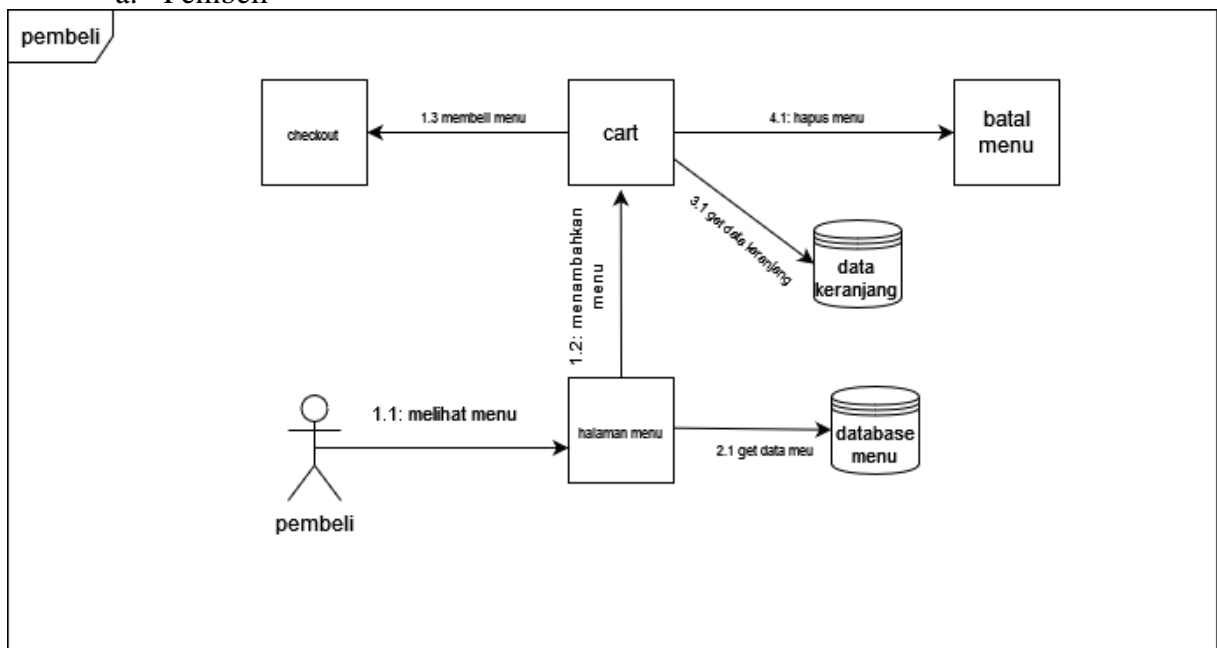 a. Pembeli
pembeli
checkout
1.3 membeli menu
cart
4.1: hapus menu
batal
menu
3.1 get data keranjang
data
keranjang
1.2: menambahkan
menu
1.1: melihat menu
halaman menu
2.1 get data meu
database
menu
pembeli